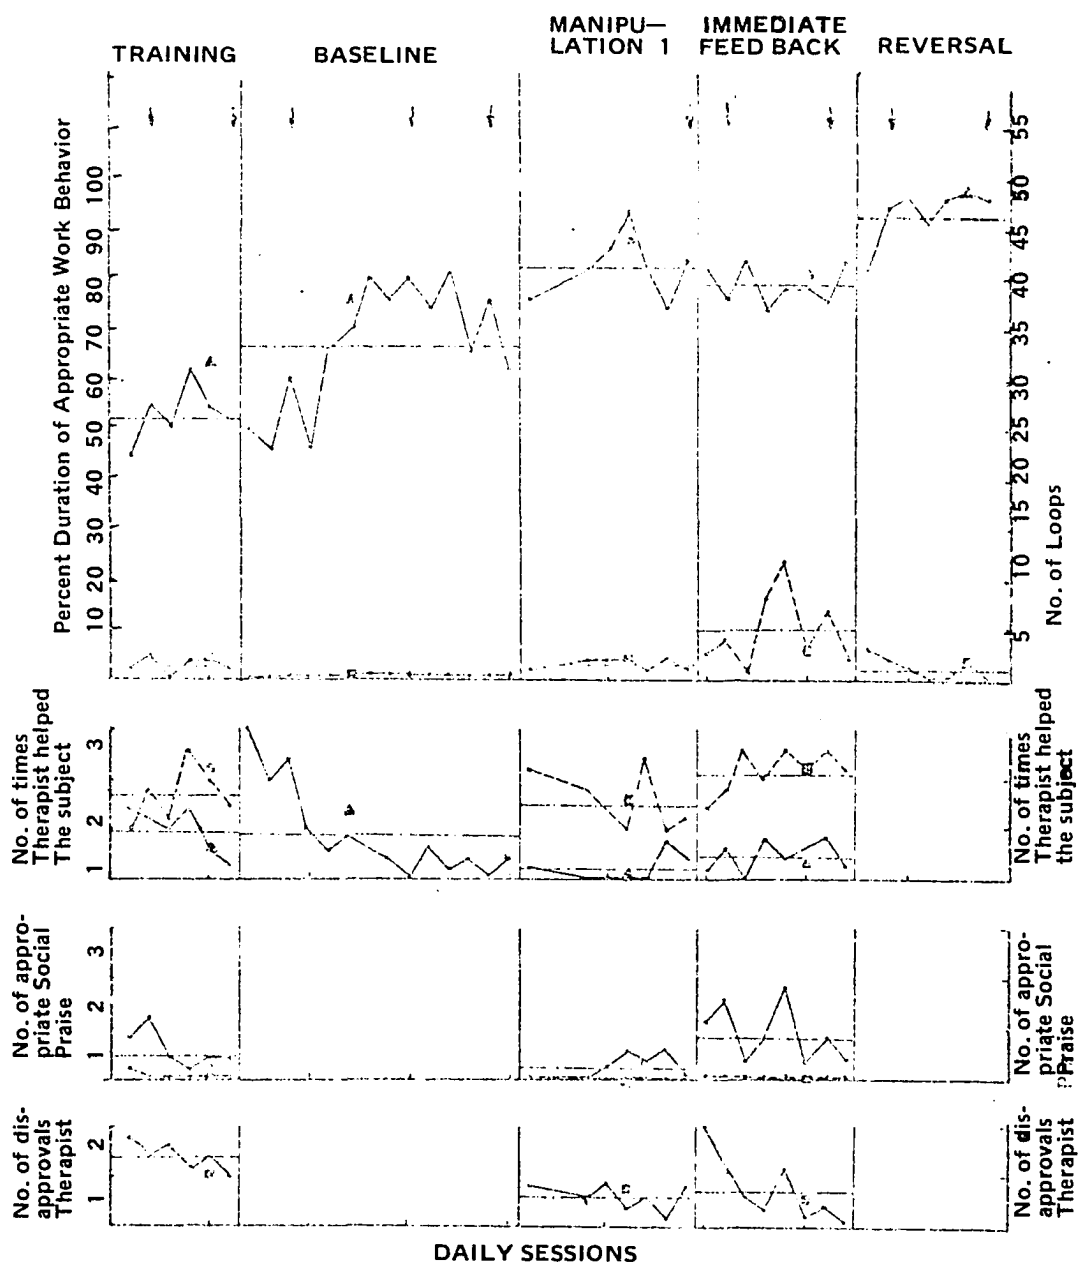 TRAINING
BASELINE
MANIPU—
LATION 1
IMMEDIATE
FEED BACK
REVERSAL
Percent Duration of Appropriate Work Behavior
100
90
80
70
60
50
40
30
20
10
55
50
45
40
35
30
25
20
15
10
5
No. of Loops
No. of times
Therapist helped
The subject
3
2
1
No. of times
Therapist helped
the subject
No. of appro-
priate Social
Praise
3
2
1
No. of appro-
priate Social
Praise
No. of dis-
approvals
Therapist
2
1
No. of dis-
approvals
Therapist
DAILY SESSIONS